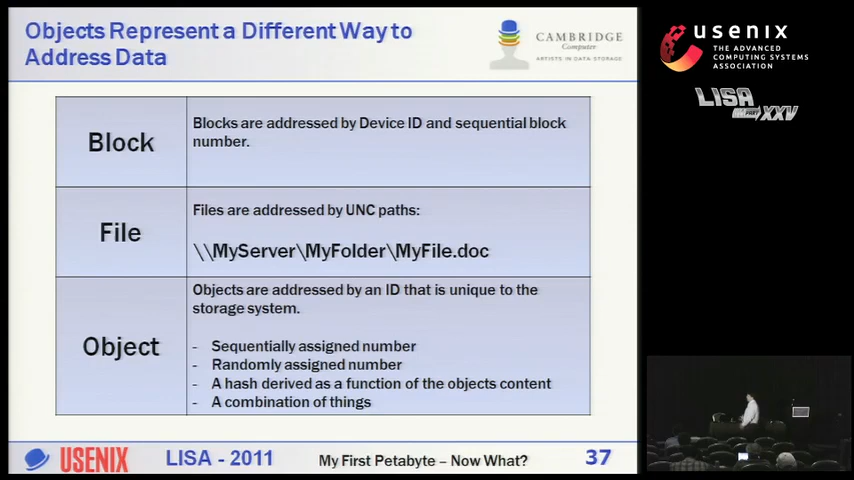 Objects Represent a Different Way to
Address Data
CAMBRIDGE
Computer
ARTISTS IN DATA STORAGE
usenix
THE ADVANCED
COMPUTING SYSTEMS
ASSOCIATION
LISA
PART XXV
Block
Blocks are addressed by Device ID and sequential block
number.
File
Files are addressed by UNC paths:
\\MyServer\MyFolder\MyFile.doc
Object
Objects are addressed by an ID that is unique to the
storage system.
- Sequentially assigned number
- Randomly assigned number
- A hash derived as a function of the objects content
- A combination of things
USENIX
LISA - 2011
My First Petabyte – Now What?
37